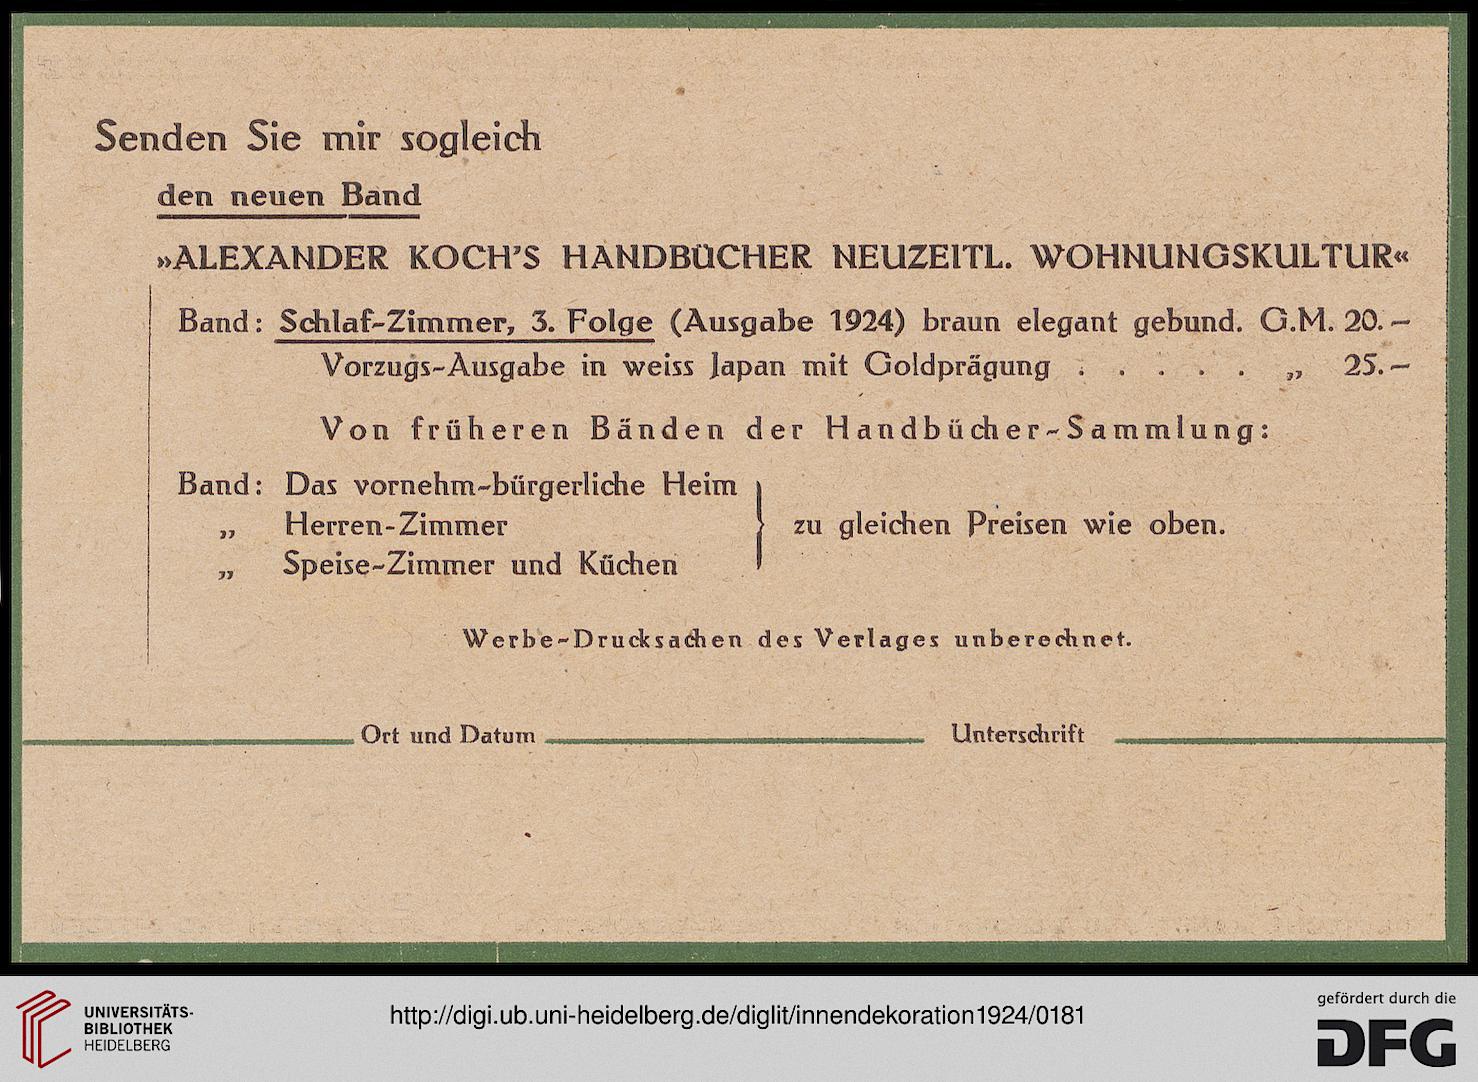 Senden Sie mir sogleich
den neuen Band
»ALEXANDER KOCH'S HANDBÜCHER NEUZEITL. WOHNUNGSKULTUR«
Band: Schlaf-Zimmer, 3. Folge (Ausgabe 1924) braun elegant gebund. G.M. 20.–
Vorzugs-Ausgabe in weiss Japan mit Goldprägung . . . . . „ 25.–
Von früheren Bänden der Handbücher-Sammlung:
Band: Das vornehm-bürgerliche Heim
„ Herren-Zimmer } zu gleichen Preisen wie oben.
„ Speise-Zimmer und Küchen
Werbe-Drucksachen des Verlages unberechnet.
Ort und Datum Unterschrift
UNIVERSITÄTS-
BIBLIOTHEK
HEIDELBERG
http://digi.ub.uni-heidelberg.de/diglit/innendekoration1924/0181
gefördert durch die
DFG